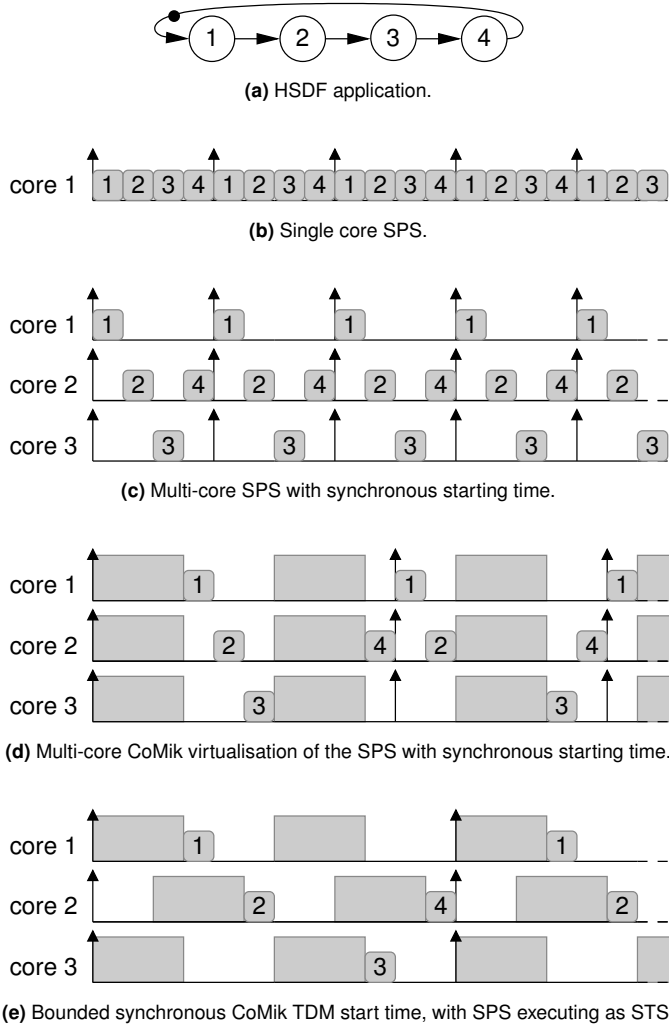 1 2 3 4
(a) HSDF application.
core 1 1 2 3 4 1 2 3 4 1 2 3 4 1 2 3 4 1 2 3
(b) Single core SPS.
core 1 1 1 1 1 1
core 2 2 4 2 4 2 4 2 4 2
core 3 3 3 3 3 3
(c) Multi-core SPS with synchronous starting time.
core 1 1 1 1
core 2 2 4 2 4
core 3 3 3
(d) Multi-core CoMik virtualisation of the SPS with synchronous starting time.
core 1 1 1
core 2 2 4 2
core 3 3
(e) Bounded synchronous CoMik TDM start time, with SPS executing as STS